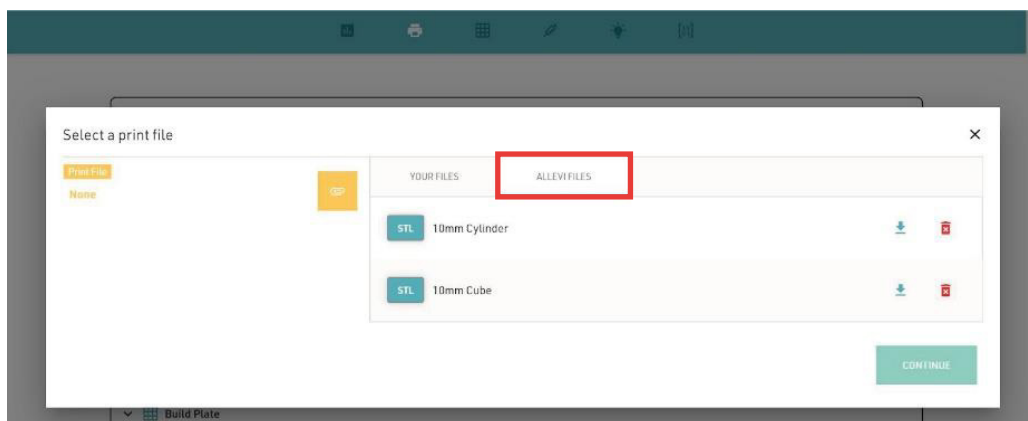 Select a print file
Print File
None
YOUR FILES
ALLEVI FILES
STL 10mm Cylinder
STL 10mm Cube
CONTINUE
Build Plate